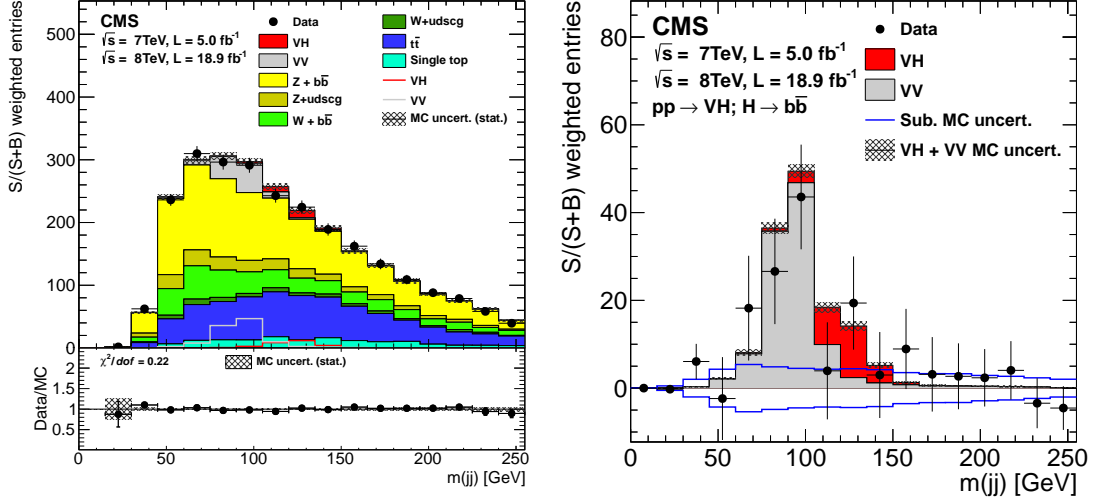 CMS
√s = 7TeV, L = 5.0 fb⁻¹
√s = 8TeV, L = 18.9 fb⁻¹
Data
VH
VV
Z + bb̄
Z+udscg
W + bb̄
W+udscg
tt̄
Single top
VH
VV
MC uncert. (stat.)
S/(S+B) weighted entries
500
400
300
200
100
0
χ²/dof = 0.22
MC uncert. (stat.)
Data/MC
2
1.5
1
0.5
0 50 100 150 200 250
m(jj) [GeV]
CMS
√s = 7TeV, L = 5.0 fb⁻¹
√s = 8TeV, L = 18.9 fb⁻¹
pp → VH; H → bb̄
Data
VH
VV
Sub. MC uncert.
VH + VV MC uncert.
S/(S+B) weighted entries
80
60
40
20
0
0 50 100 150 200 250
m(jj) [GeV]